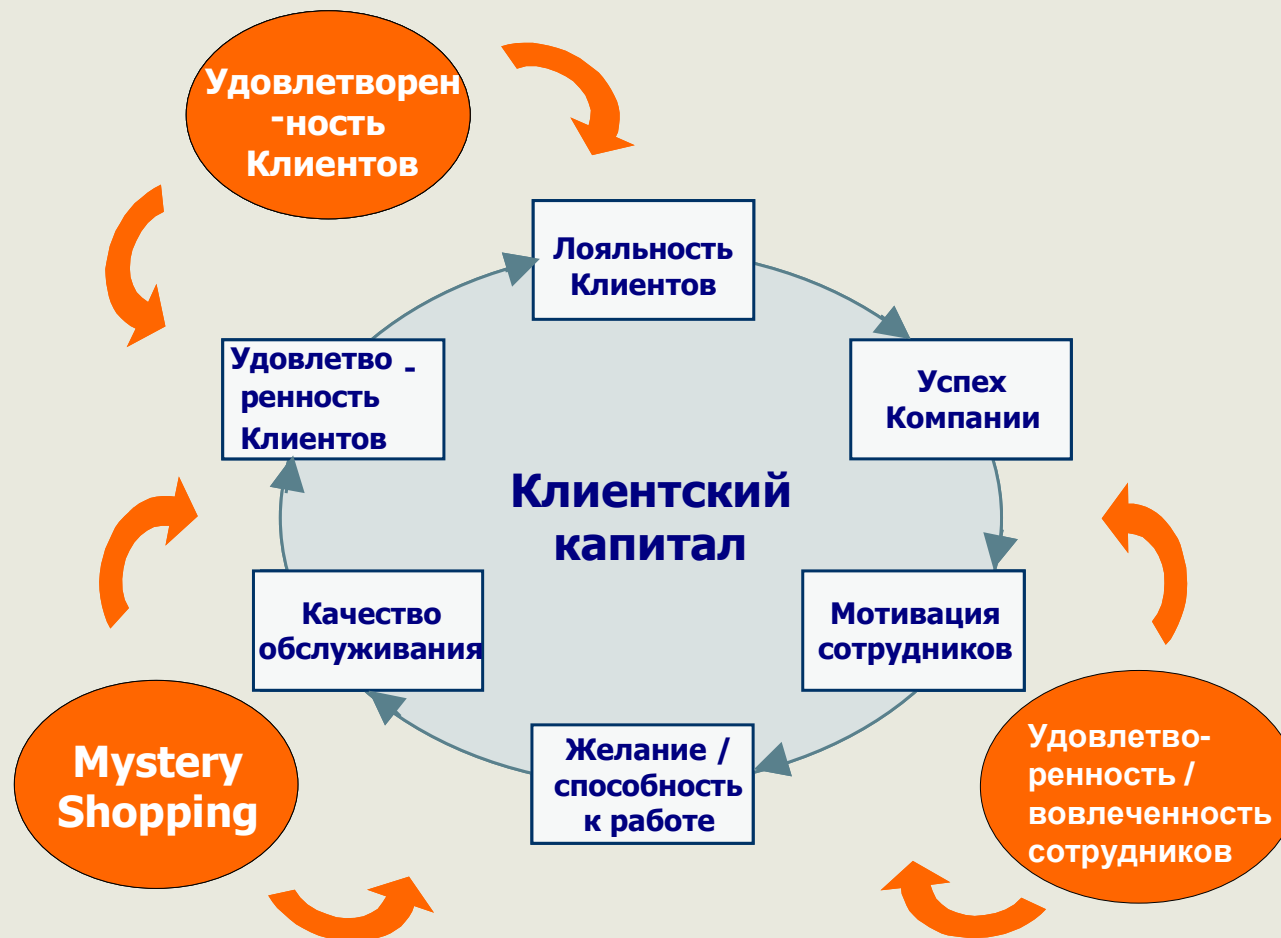 Удовлетворен
-ность
Клиентов
Лояльность
Клиентов
Удовлетво -
ренность
Клиентов
Успех
Компании
Клиентский
капитал
Качество
обслуживания
Мотивация
сотрудников
Mystery
Shopping
Желание /
способность
к работе
Удовлетво-
ренность /
вовлеченность
сотрудников